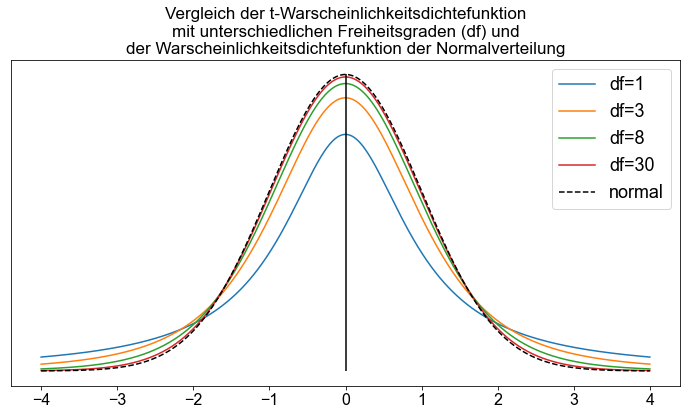 Vergleich der t-Warscheinlichkeitsdichtefunktion
mit unterschiedlichen Freiheitsgraden (df) und
der Warscheinlichkeitsdichtefunktion der Normalverteilung
df=1
df=3
df=8
df=30
normal
−4 −3 −2 −1 0 1 2 3 4